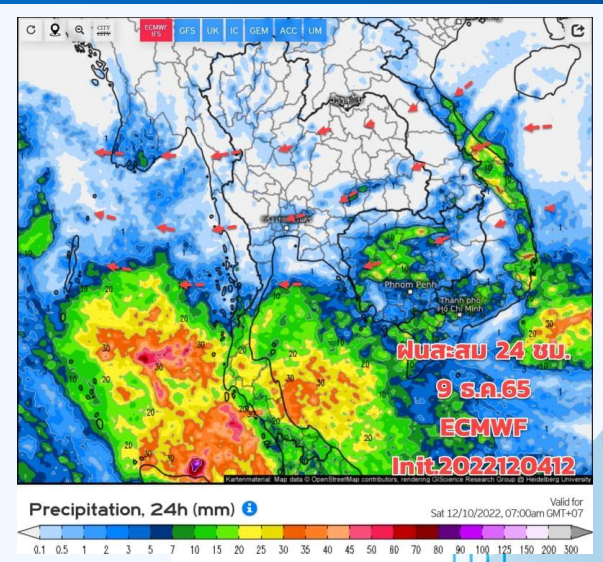 CITY
CITY
ECMWF
IFS
GFS
UK
IC
GEM
ACC
UM
Phnom Penh
Thành phố
Hồ Chí Minh
ฝนสะสม 24 ชม.
9 ธ.ค.65
ECMWF
Init.2022120412
Kartenmaterial: Map data © OpenStreetMap contributors, rendering GIScience Research Group @ Heidelberg University
Precipitation, 24h (mm)
Valid for
Sat 12/10/2022, 07:00am GMT+07
0.1 0.5 1 2 3 5 7 10 15 20 25 30 35 40 45 50 60 70 80 90 100 125 150 200 300